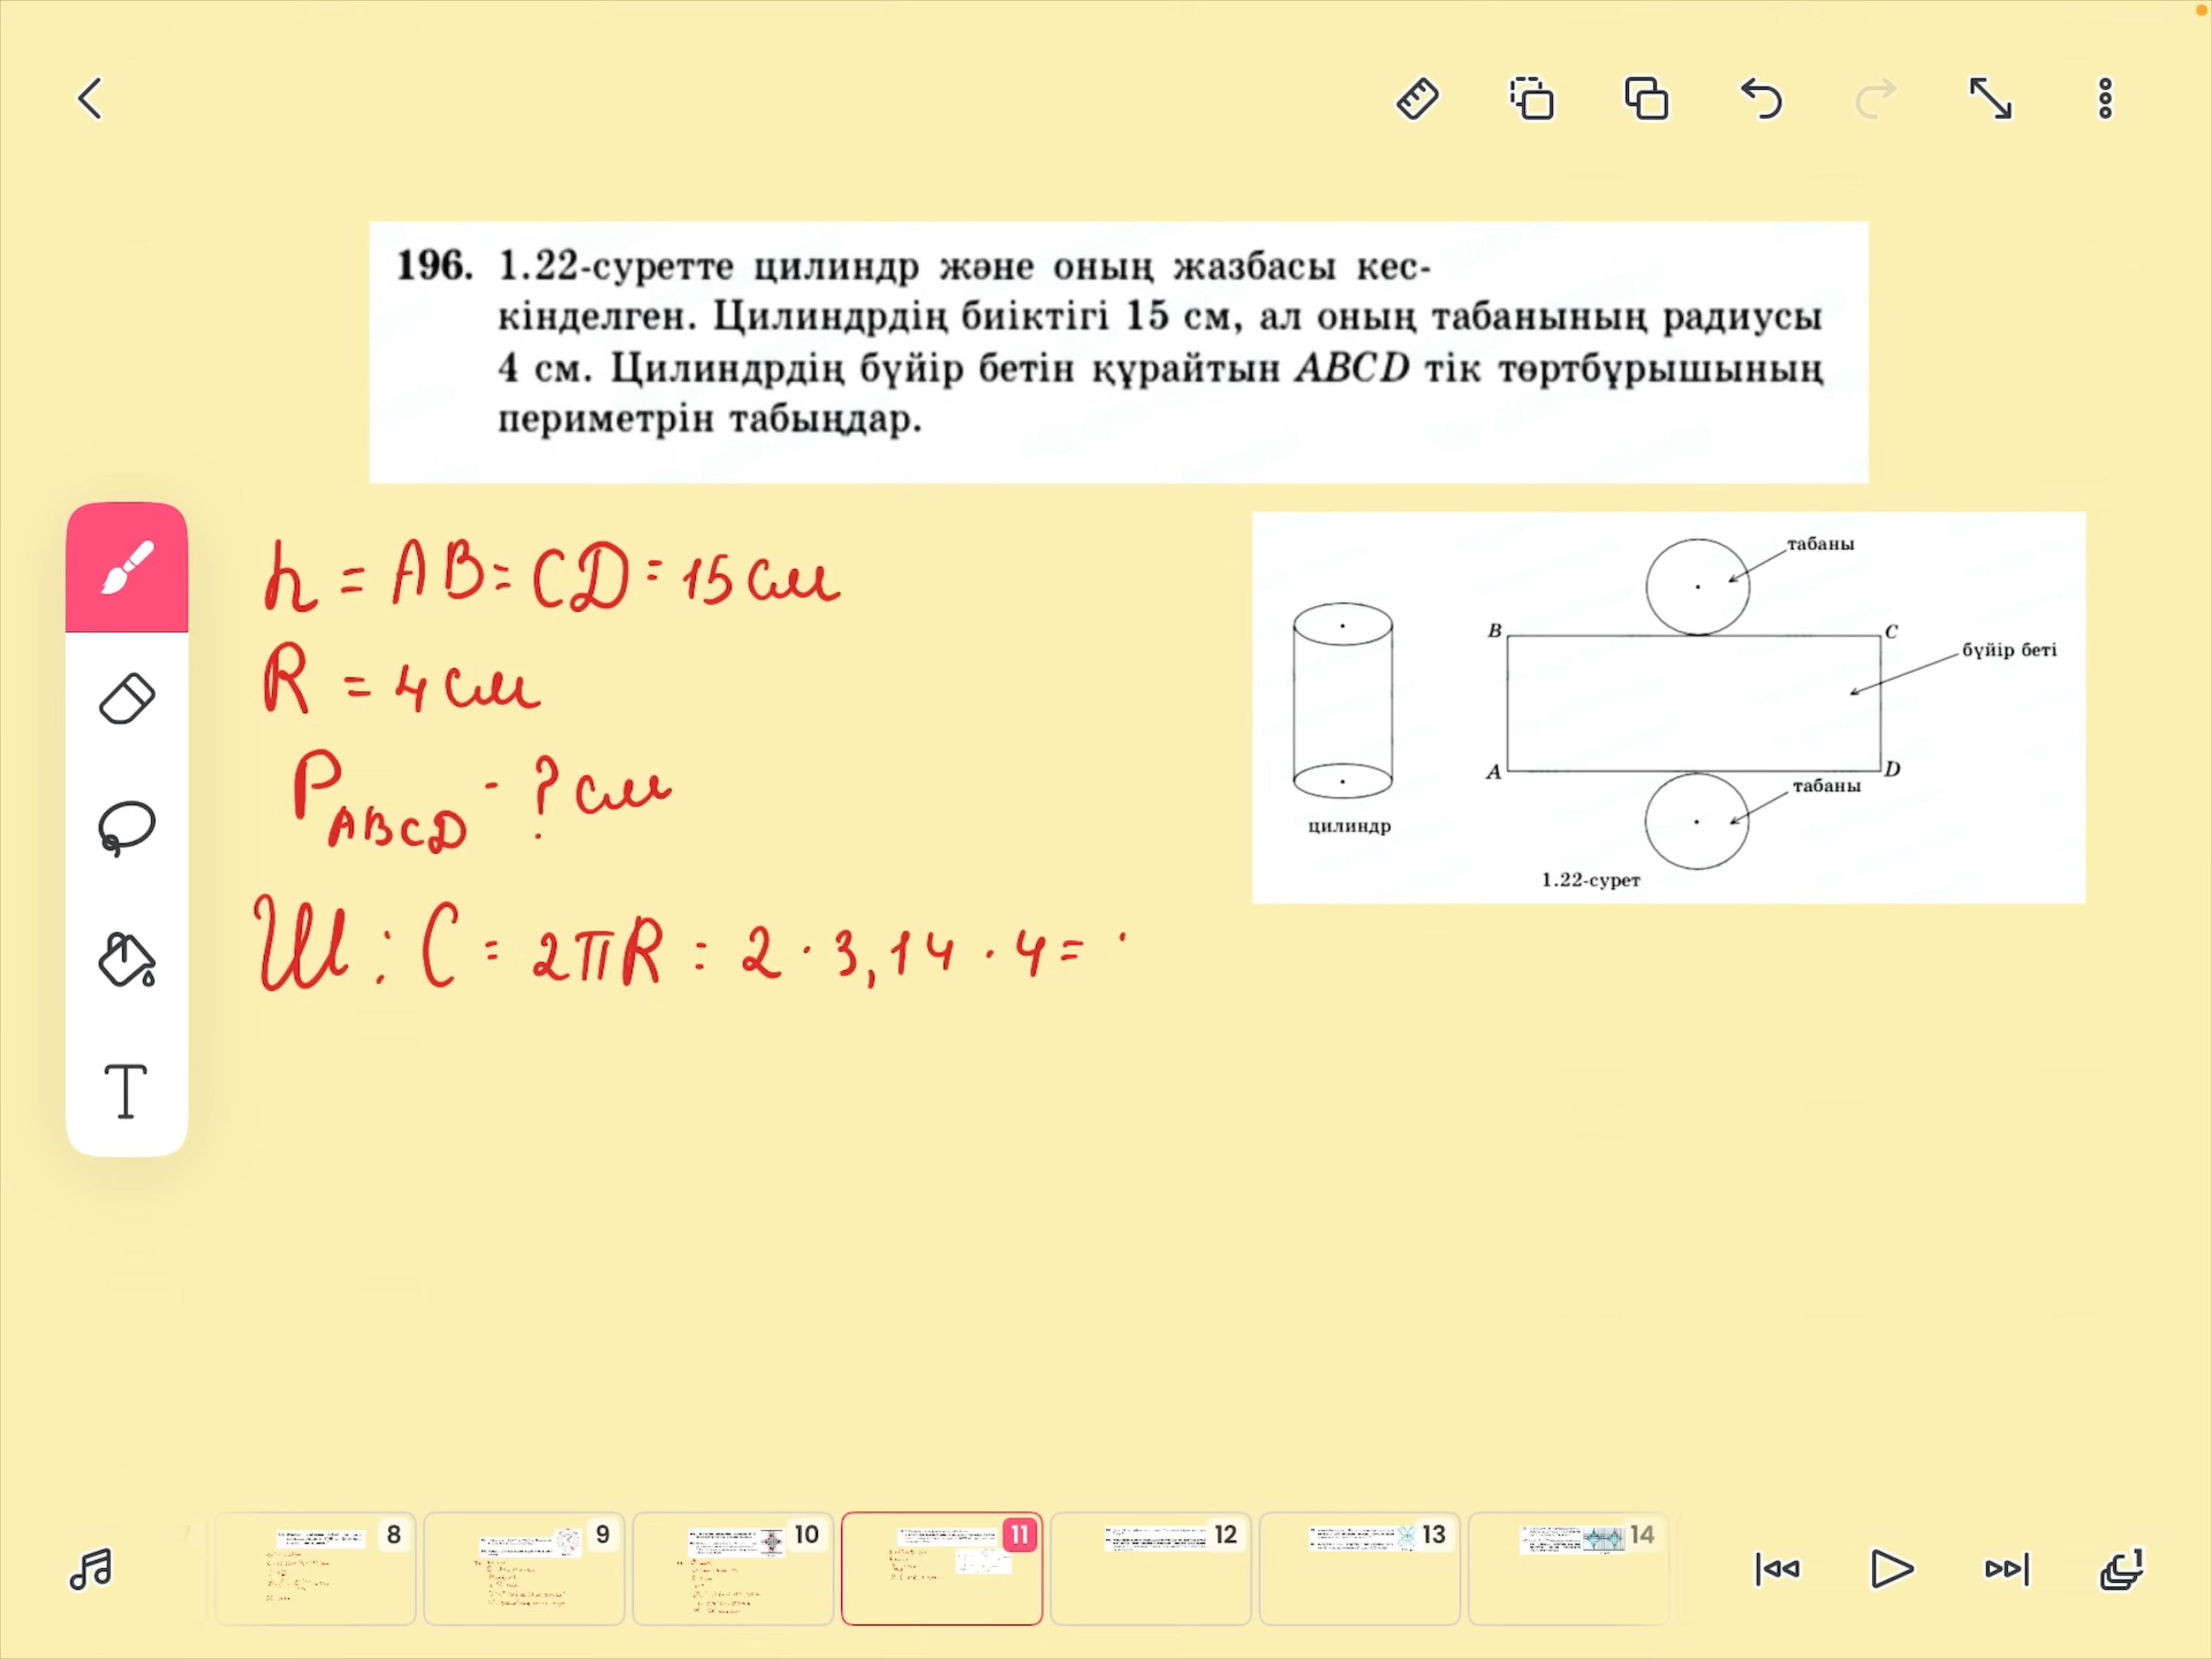 196. 1.22-суретте цилиндр және оның жазбасы кес-
кінделген. Цилиндрдің биіктігі 15 см, ал оның табанының радиусы
4 см. Цилиндрдің бүйір бетін құрайтын ABCD тік төртбұрышының
периметрін табыңдар.
h = AB = CD = 15 см
R = 4 см
P ABCD - ? см
Ш: C = 2πR = 2 · 3,14 · 4 =
табаны
B
C
бүйір беті
A
D
табаны
цилиндр
1.22-сурет
T
8
9
10
11
12
13
14
1